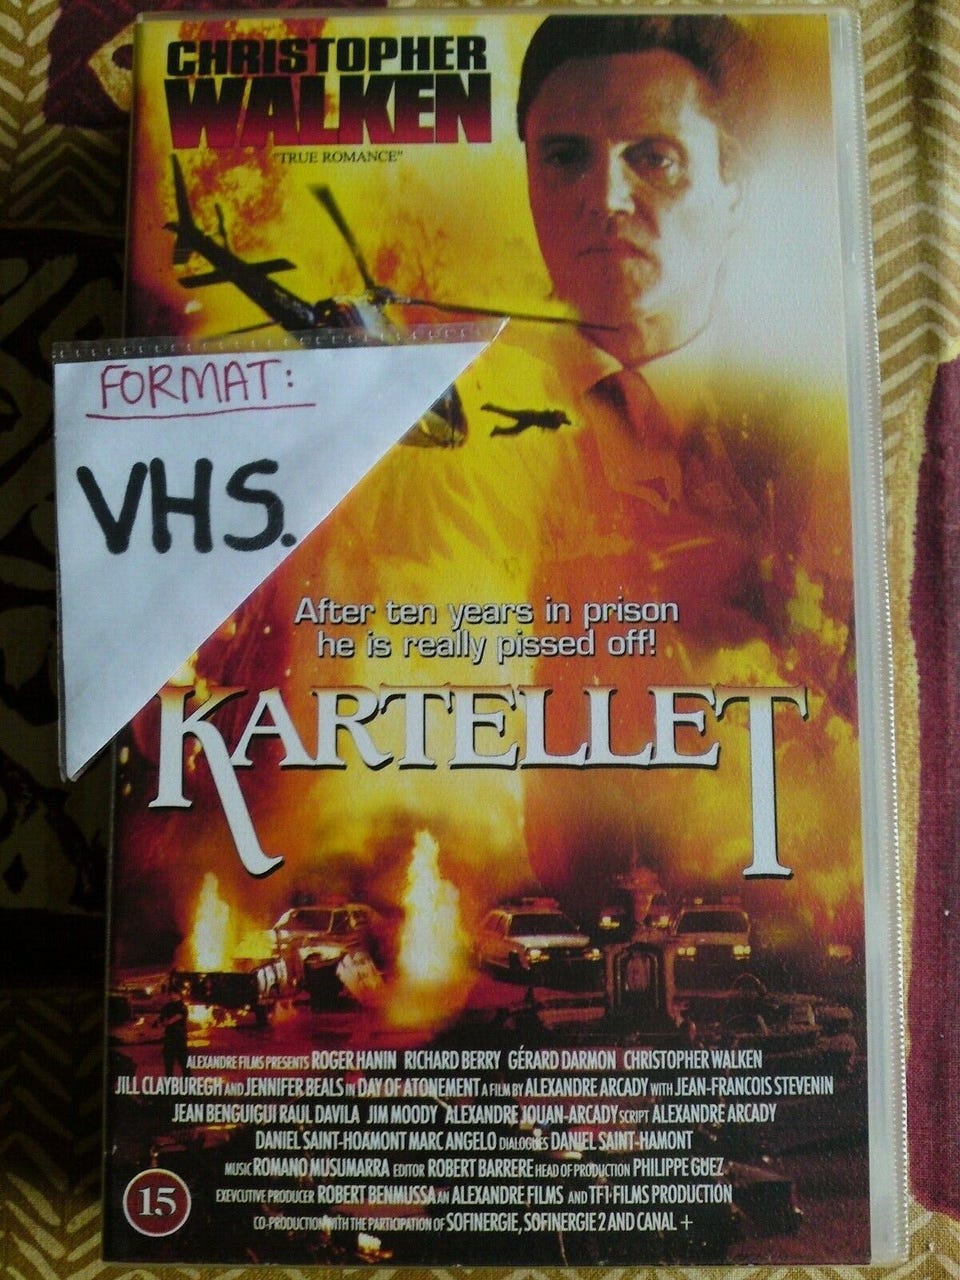 CHRISTOPHER
WALKEN
"TRUE ROMANCE"
FORMAT:
VHS.
After ten years in prison
he is really pissed off!
KARTELLET
ALEXANDRE FILMS PRESENTS ROGER HANIN RICHARD BERRY GÉRARD DARMON CHRISTOPHER WALKEN
JILL CLAYBUREGH AND JENNIFER BEALS IN DAY OF ATONEMENT A FILM BY ALEXANDRE ARCADY WITH JEAN-FRANCOIS STEVENIN
JEAN BENGUIGUI RAUL DAVILA JIM MOODY ALEXANDRE JOUAN-ARCADY SCRIPT ALEXANDRE ARCADY
DANIEL SAINT-HOAMONT MARC ANGELO DIALOGUES DANIEL SAINT-HAMONT
MUSIC ROMANO MUSUMARRA EDITOR ROBERT BARRERE HEAD OF PRODUCTION PHILIPPE GUEZ
EXEVCUTIVE PRODUCER ROBERT BENMUSSA AN ALEXANDRE FILMS AND TF1 FILMS PRODUCTION
15
CO-PRODUCTION WITH THE PARTICIPATION OF SOFINERGIE, SOFINERGIE 2 AND CANAL +